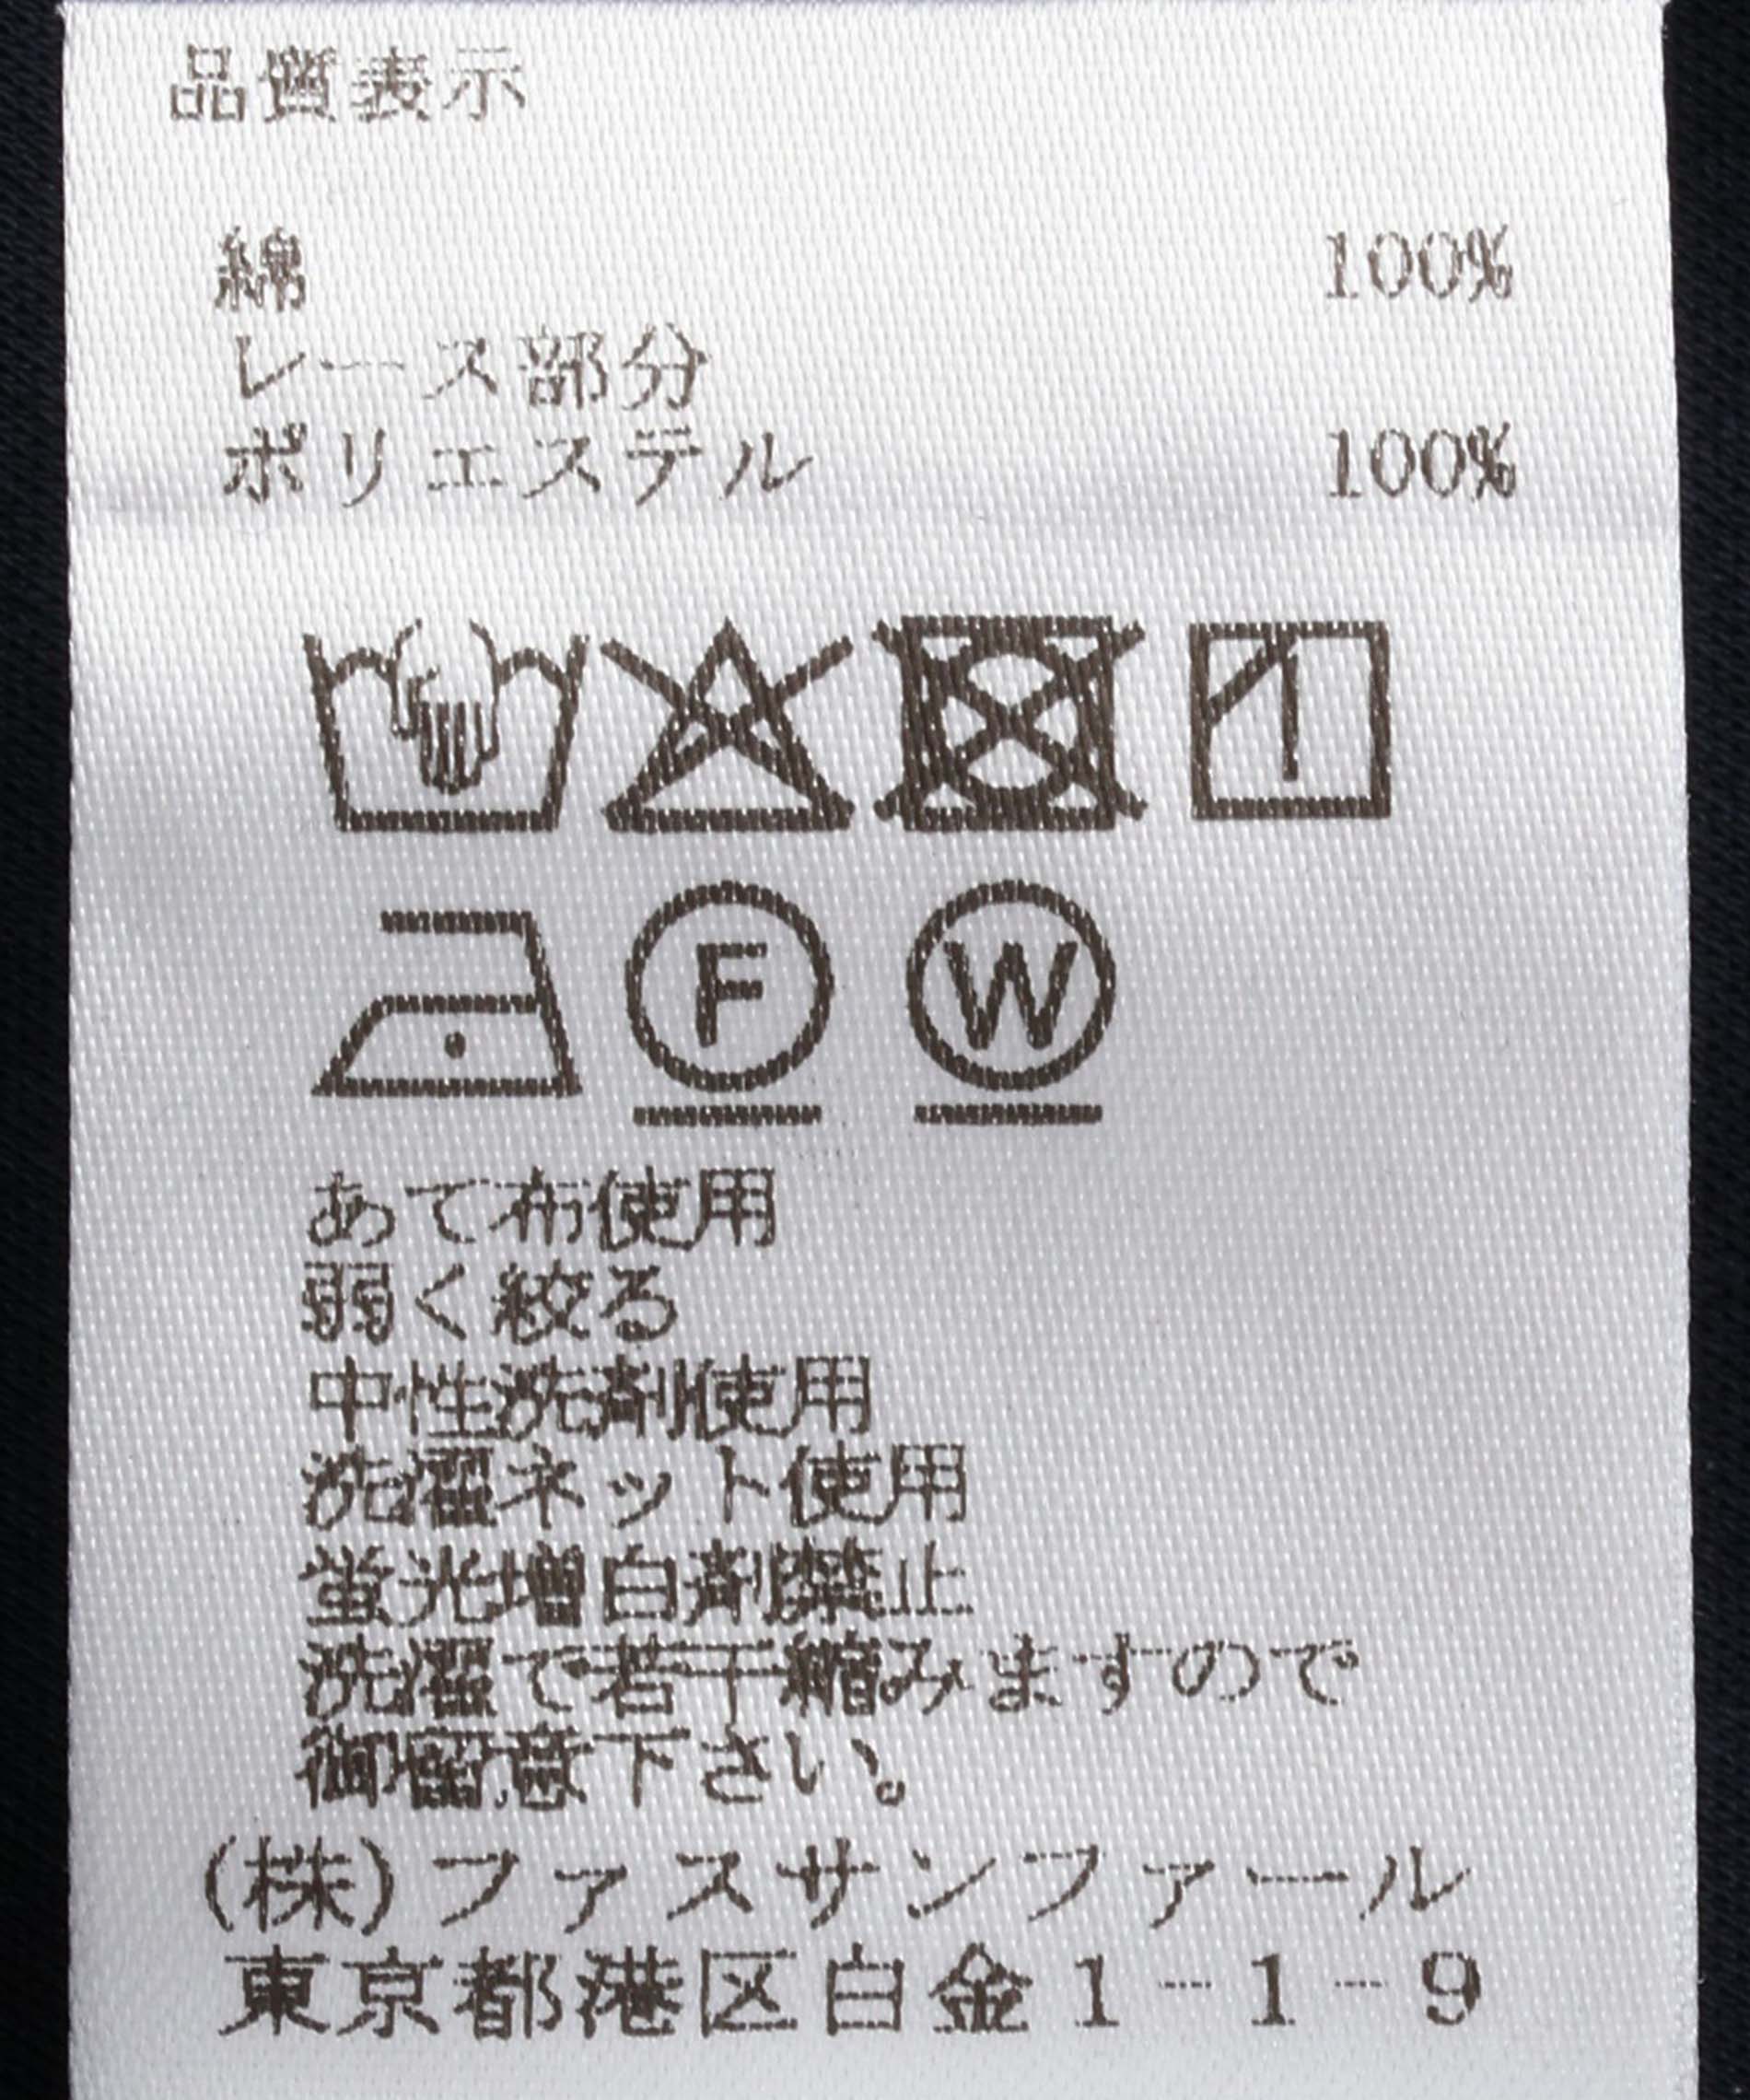 品質表示
綿 100%
レース部分
ポリエステル 100%
F W
あて布使用
弱く絞る
中性洗剤使用
洗濯ネット使用
蛍光増白剤禁止
洗濯で若干縮みますので
御留意下さい。
(株)ファスサンファール
東京都港区白金1-1-9